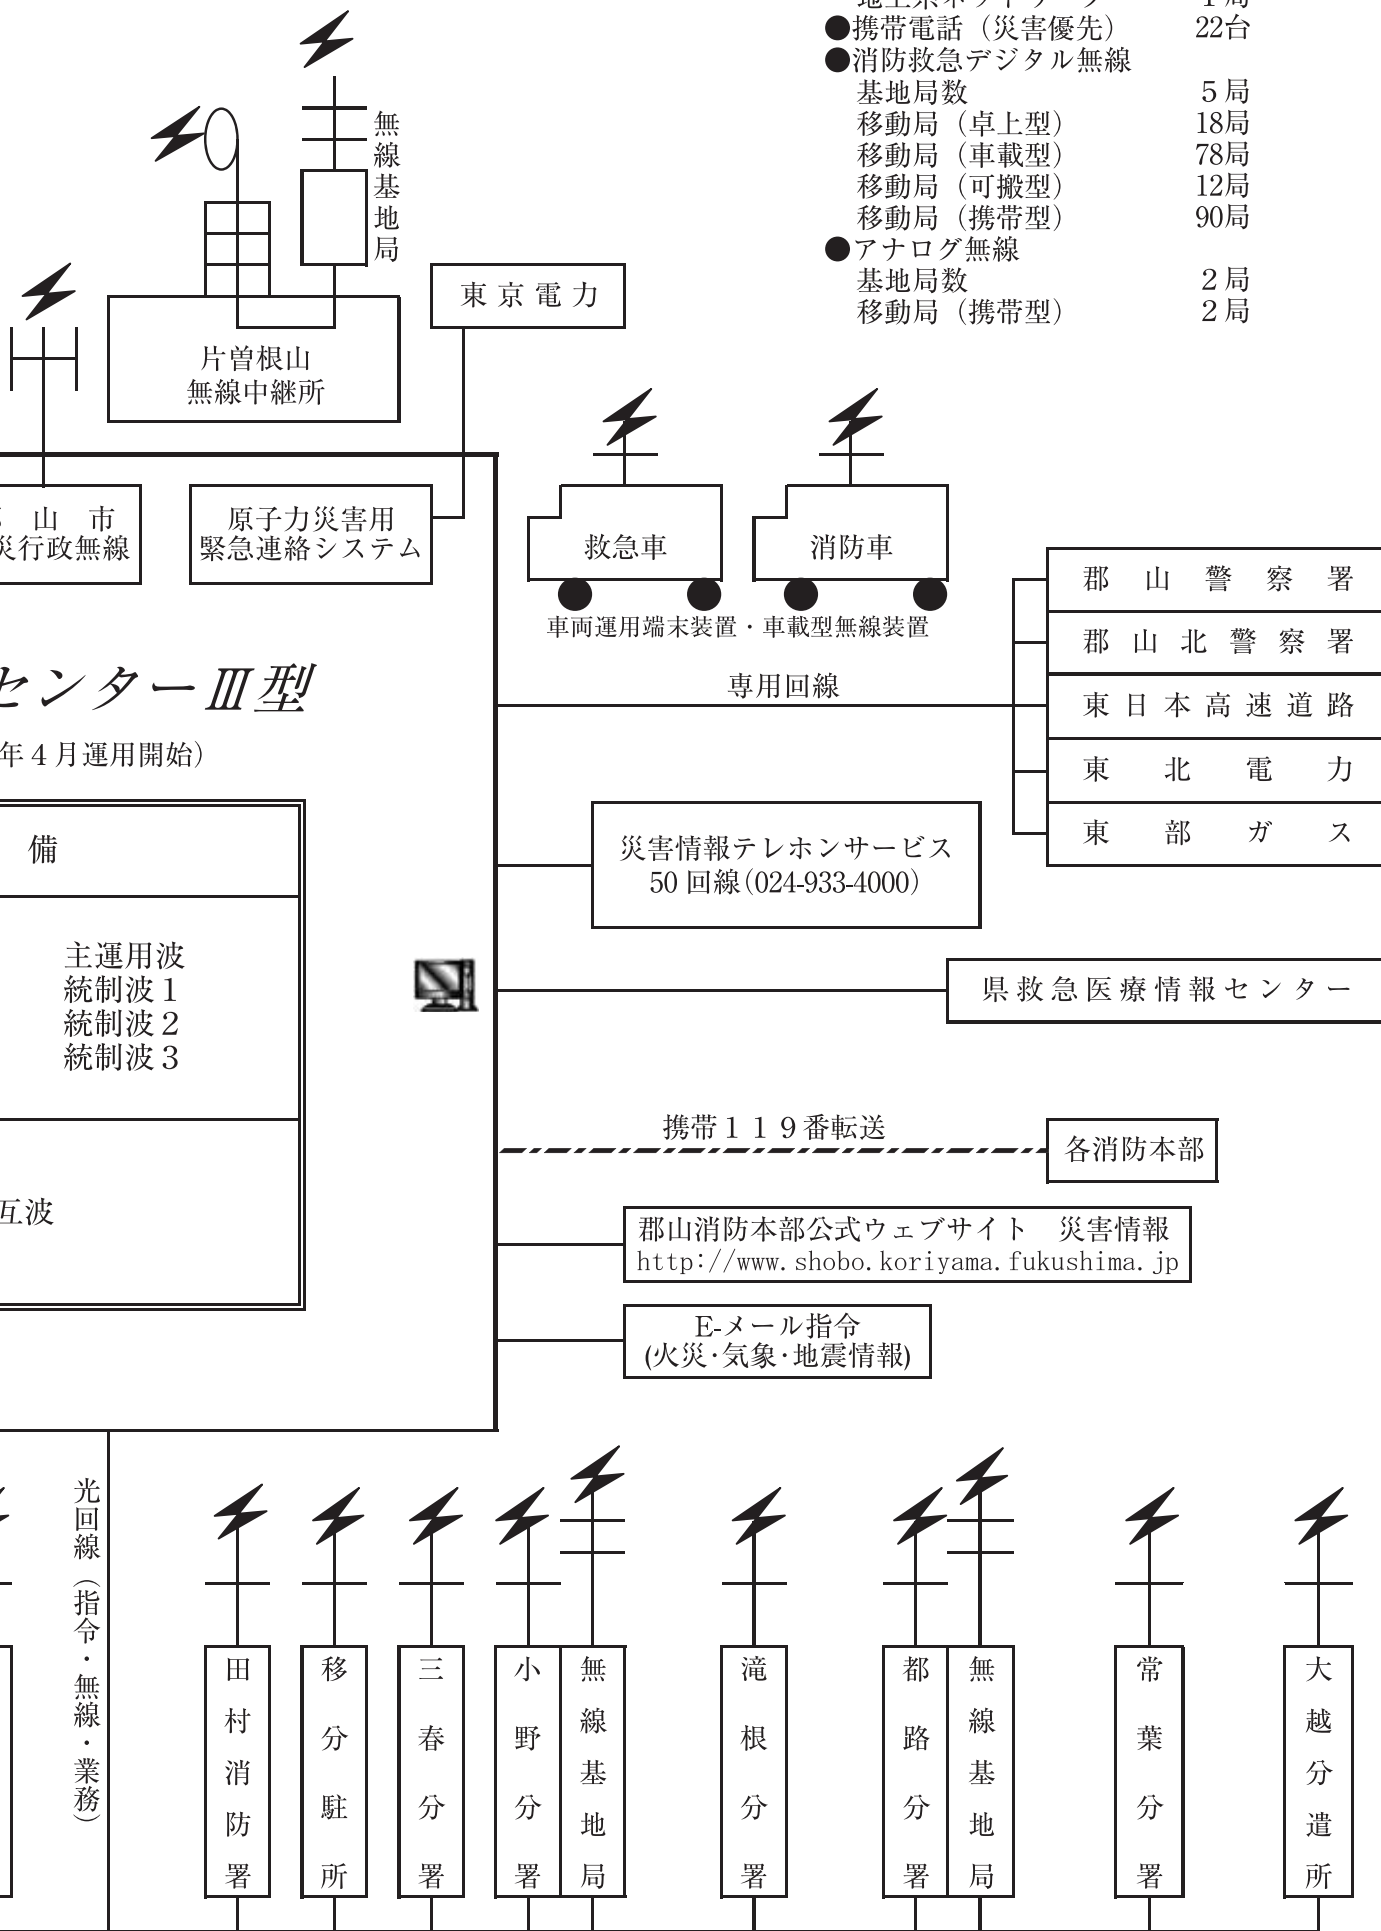 ●携帯電話（災害優先） 22台
●消防救急デジタル無線
基地局数 5局
移動局（卓上型） 18局
移動局（車載型） 78局
移動局（可搬型） 12局
移動局（携帯型） 90局
●アナログ無線
基地局数 2局
移動局（携帯型） 2局
無線基地局
東京電力
片曽根山
無線中継所
山市
災行政無線
原子力災害用
緊急連絡システム
救急車
消防車
車両運用端末装置・車載型無線装置
郡山警察署
郡山北警察署
東日本高速道路
東北電力
東部ガス
専用回線
センターⅢ型
年４月運用開始）
備
災害情報テレホンサービス
50 回線（024-933-4000）
主運用波
統制波１
統制波２
統制波３
県救急医療情報センター
携帯１１９番転送
各消防本部
互波
郡山消防本部公式ウェブサイト　災害情報
http://www.shobo.koriyama.fukushima.jp
E-メール指令
(火災・気象・地震情報)
光回線（指令・無線・業務）
田村消防署
移分駐所
三春分署
小野分署
無線基地局
滝根分署
都路分署
無線基地局
常葉分署
大越分遣所